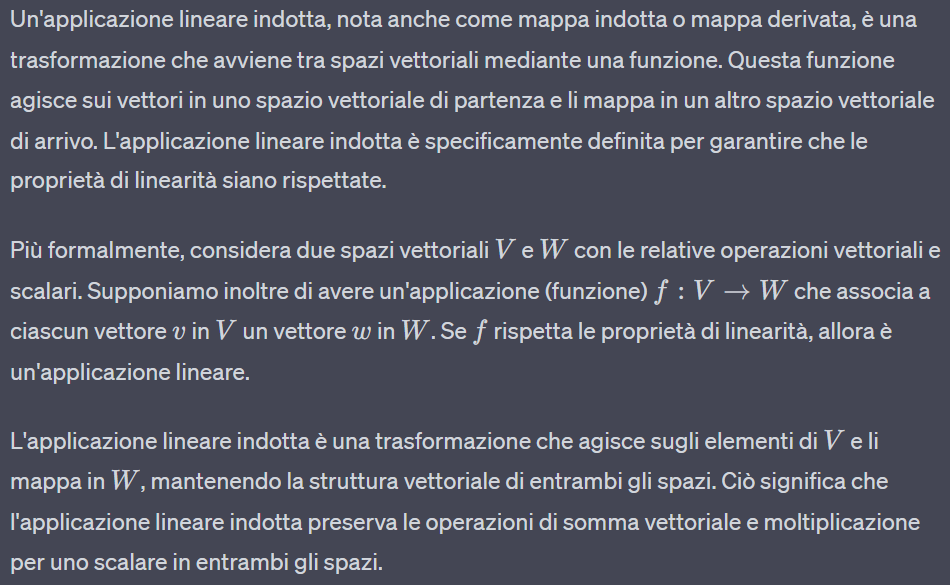 Un'applicazione lineare indotta, nota anche come mappa indotta o mappa derivata, è una
trasformazione che avviene tra spazi vettoriali mediante una funzione. Questa funzione
agisce sui vettori in uno spazio vettoriale di partenza e li mappa in un altro spazio vettoriale
di arrivo. L'applicazione lineare indotta è specificamente definita per garantire che le
proprietà di linearità siano rispettate.
Più formalmente, considera due spazi vettoriali V e W con le relative operazioni vettoriali e
scalari. Supponiamo inoltre di avere un'applicazione (funzione) f : V → W che associa a
ciascun vettore v in V un vettore w in W. Se f rispetta le proprietà di linearità, allora è
un'applicazione lineare.
L'applicazione lineare indotta è una trasformazione che agisce sugli elementi di V e li
mappa in W, mantenendo la struttura vettoriale di entrambi gli spazi. Ciò significa che
l'applicazione lineare indotta preserva le operazioni di somma vettoriale e moltiplicazione
per uno scalare in entrambi gli spazi.